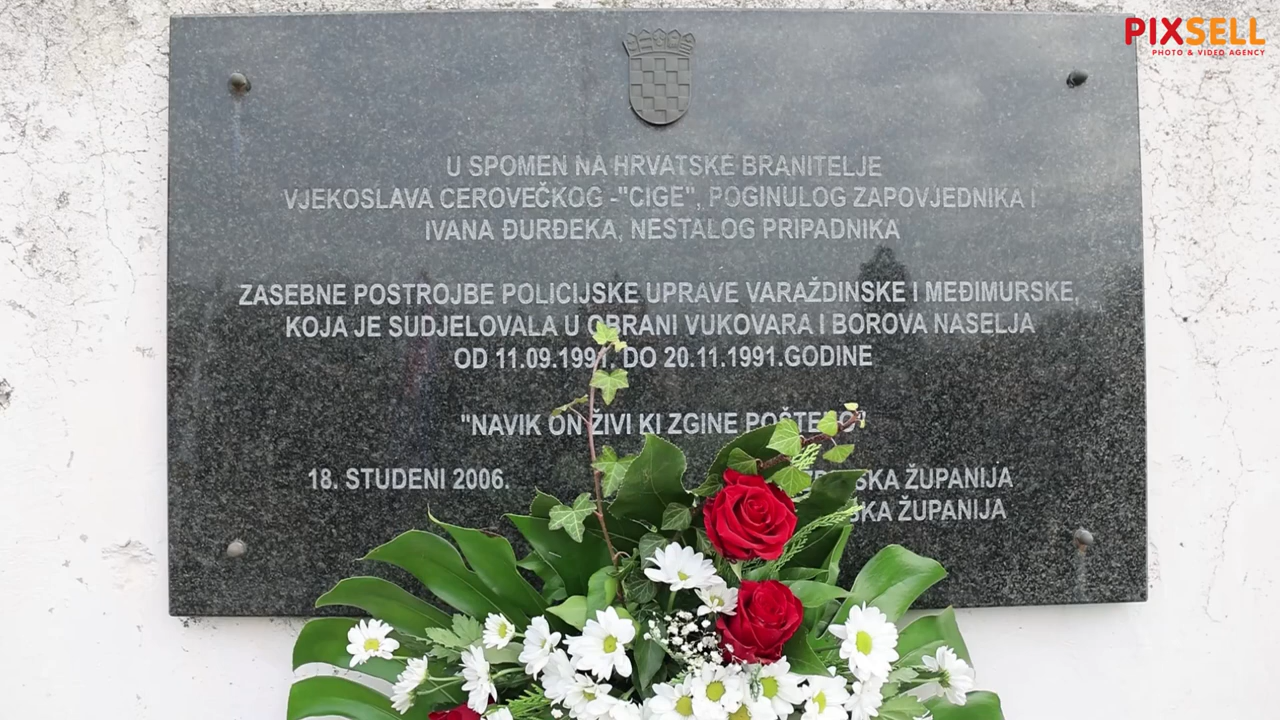 PIXSELL
PHOTO & VIDEO AGENCY
U SPOMEN NA HRVATSKE BRANITELJE
VJEKOSLAVA CEROVEČKOG -"CIGE", POGINULOG ZAPOVJEDNIKA I
IVANA ĐURĐEKA, NESTALOG PRIPADNIKA
ZASEBNE POSTROJBE POLICIJSKE UPRAVE VARAŽDINSKE I MEĐIMURSKE,
KOJA JE SUDJELOVALA U OBRANI VUKOVARA I BOROVA NASELJA
OD 11.09.1991. DO 20.11.1991.GODINE
"NAVIK ON ŽIVI KI ZGINE POŠTENO"
18. STUDENI 2006. ŽUPANIJA
ŽUPANIJA